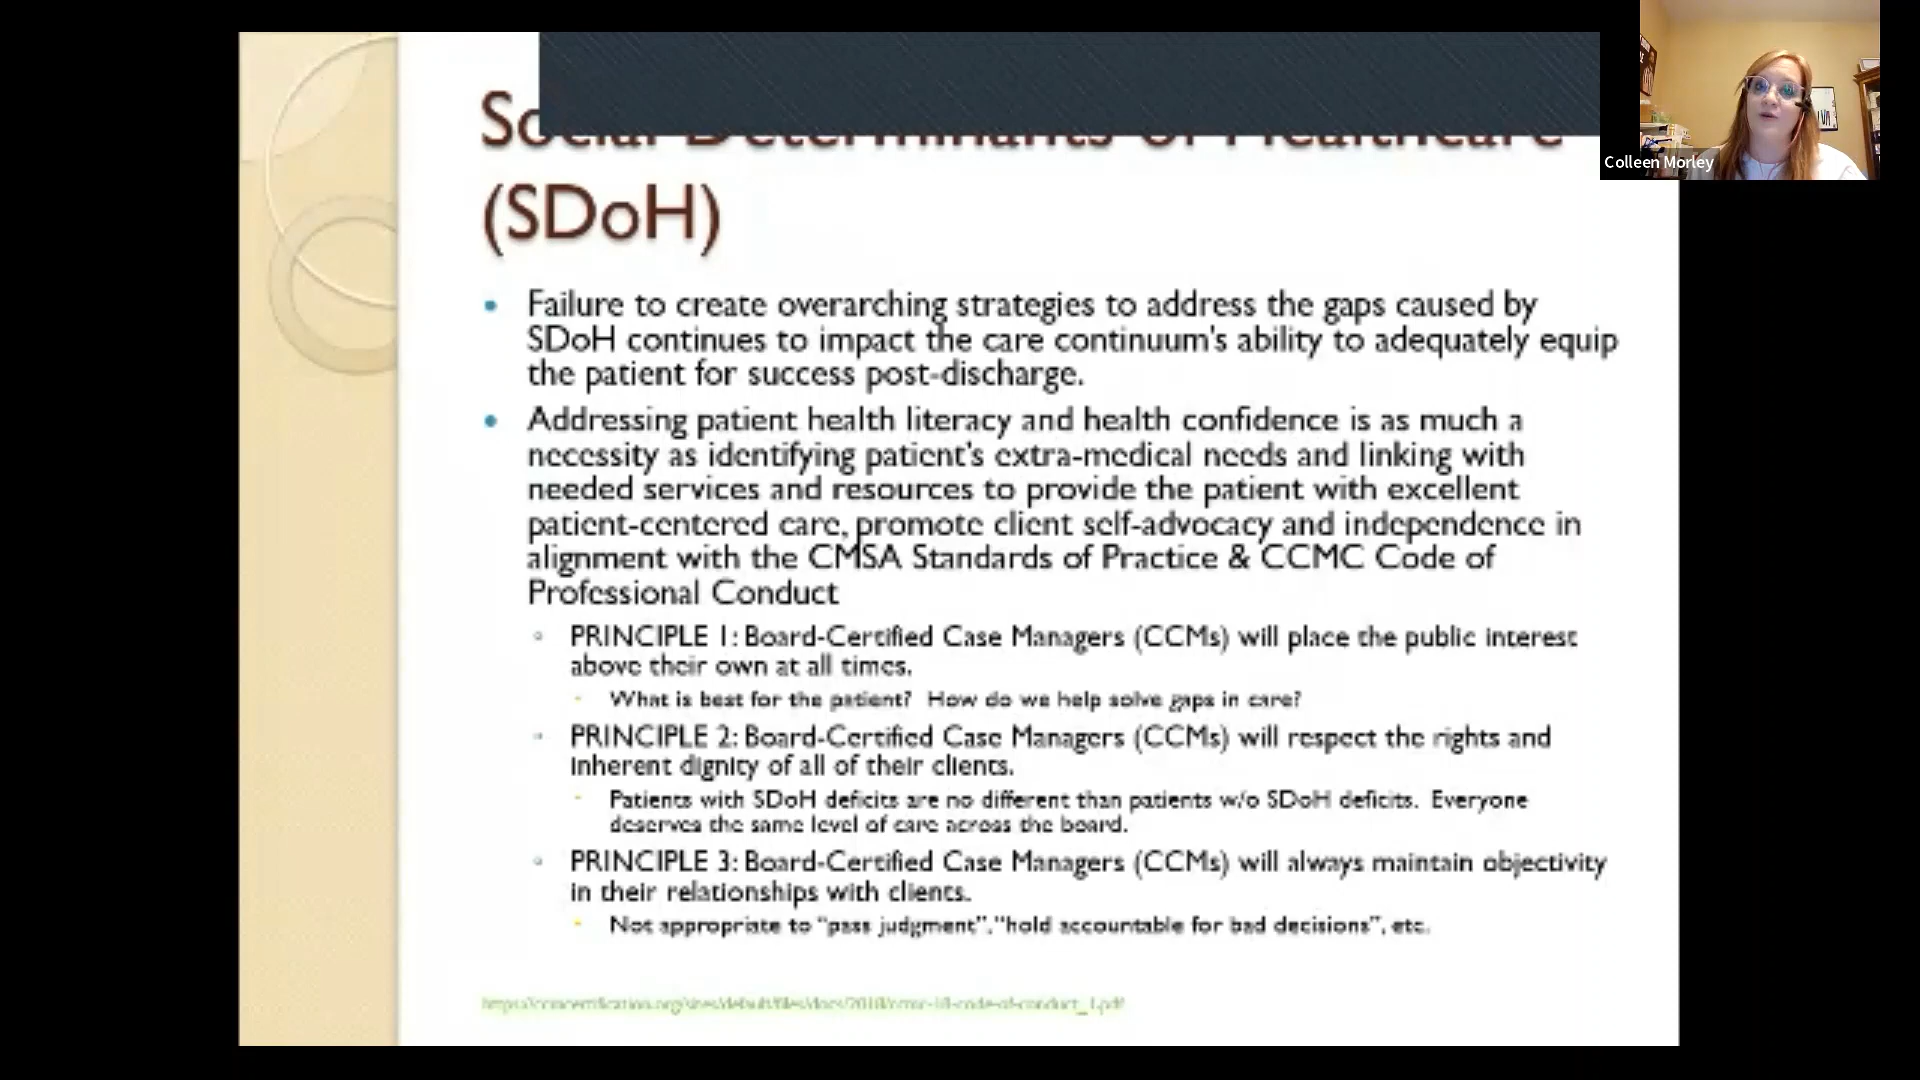 Social Determinants of Healthcare
(SDoH)
• Failure to create overarching strategies to address the gaps caused by
SDoH continues to impact the care continuum's ability to adequately equip
the patient for success post-discharge.
• Addressing patient health literacy and health confidence is as much a
necessity as identifying patient's extra-medical needs and linking with
needed services and resources to provide the patient with excellent
patient-centered care, promote client self-advocacy and independence in
alignment with the CMSA Standards of Practice & CCMC Code of
Professional Conduct
PRINCIPLE 1: Board-Certified Case Managers (CCMs) will place the public interest
above their own at all times.
What is best for the patient? How do we help solve gaps in care?
PRINCIPLE 2: Board-Certified Case Managers (CCMs) will respect the rights and
inherent dignity of all of their clients.
Patients with SDoH deficits are no different than patients w/o SDoH deficits. Everyone
deserves the same level of care across the board.
PRINCIPLE 3: Board-Certified Case Managers (CCMs) will always maintain objectivity
in their relationships with clients.
Not appropriate to "pass judgment", "hold accountable for bad decisions", etc.
Colleen Morley